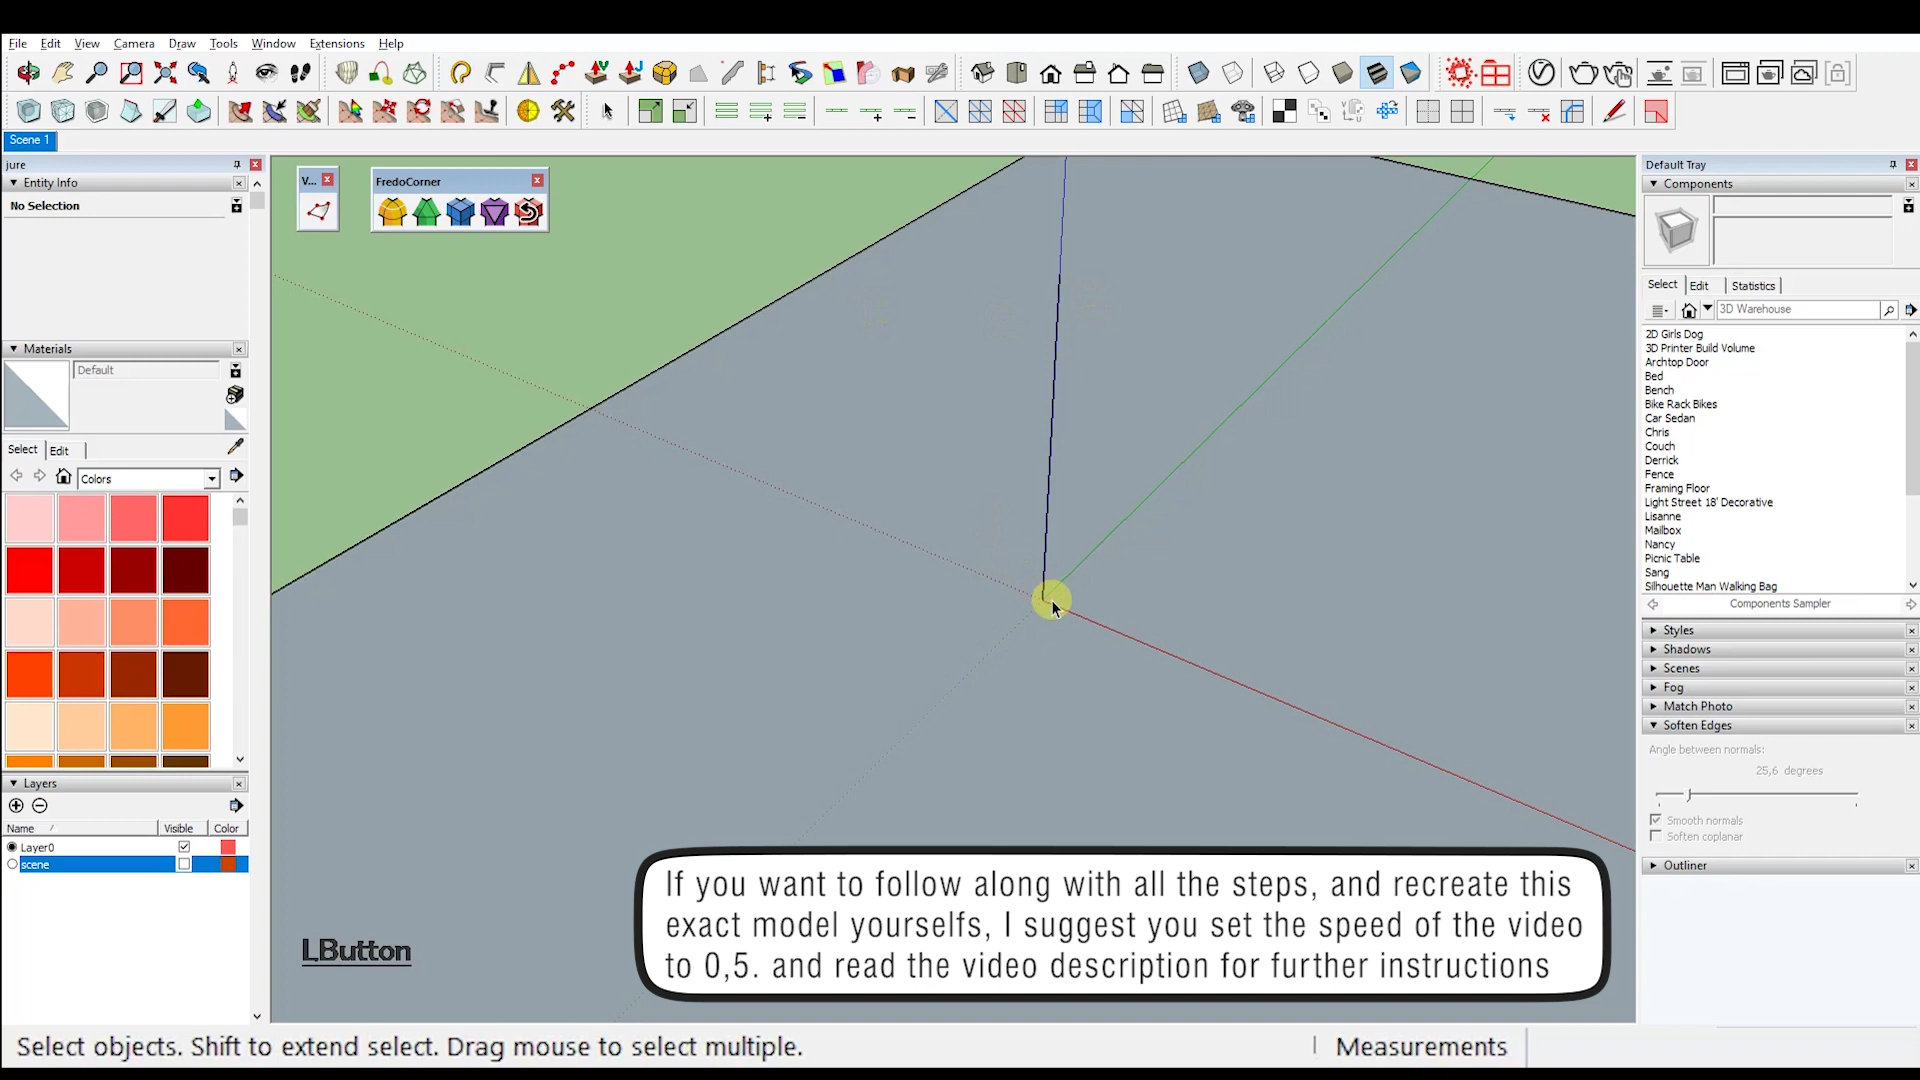 File Edit View Camera Draw Tools Window Extensions Help
Scene 1
jure
Entity Info
No Selection
Materials
Default
Select Edit
Colors
Layers
Name Visible Color
Layer0
scene
V...
FredoCorner
LButton
If you want to follow along with all the steps, and recreate this
exact model yourselfs, I suggest you set the speed of the video
to 0,5. and read the video description for further instructions
Default Tray
Components
Select Edit Statistics
3D Warehouse
2D Girls Dog
3D Printer Build Volume
Archtop Door
Bed
Bench
Bike Rack Bikes
Car Sedan
Chris
Couch
Derrick
Fence
Framing Floor
Light Street 18' Decorative
Lisanne
Mailbox
Nancy
Picnic Table
Sang
Silhouette Man Walking Bag
Components Sampler
Styles
Shadows
Scenes
Fog
Match Photo
Soften Edges
Angle between normals:
25,6 degrees
Smooth normals
Soften coplanar
Outliner
Select objects. Shift to extend select. Drag mouse to select multiple.
Measurements